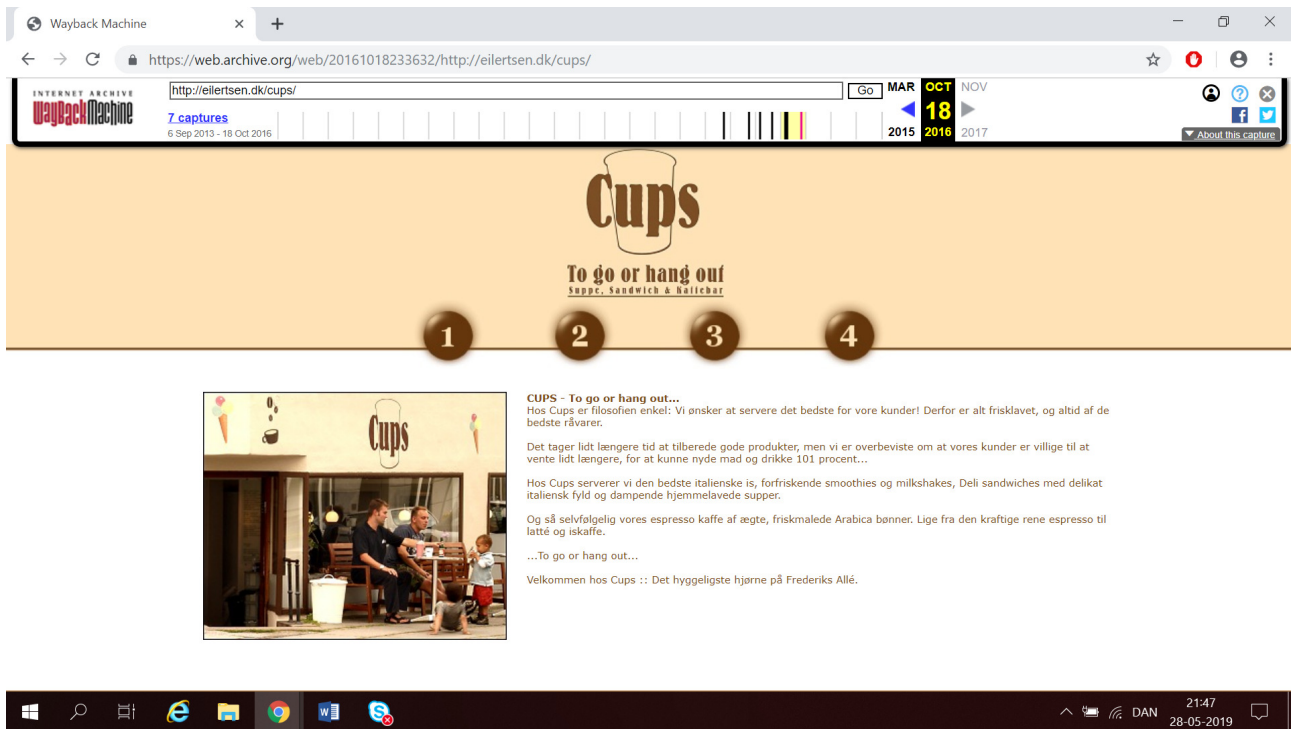 Wayback Machine
https://web.archive.org/web/20161018233632/http://eilertsen.dk/cups/
INTERNET ARCHIVE
WayBackMachine
http://eilertsen.dk/cups/
Go
MAR OCT NOV
7 captures
18
6 Sep 2013 - 18 Oct 2016
2015 2016 2017
About this capture
Cups
To go or hang out
Suppe, Sandwich & Kaffebar
1 2 3 4
Cups
CUPS - To go or hang out...
Hos Cups er filosofien enkel: Vi ønsker at servere det bedste for vore kunder! Derfor er alt frisklavet, og altid af de
bedste råvarer.
Det tager lidt længere tid at tilberede gode produkter, men vi er overbeviste om at vores kunder er villige til at
vente lidt længere, for at kunne nyde mad og drikke 101 procent...
Hos Cups serverer vi den bedste italienske is, forfriskende smoothies og milkshakes, Deli sandwiches med delikat
italiensk fyld og dampende hjemmelavede supper.
Og så selvfølgelig vores espresso kaffe af ægte, friskmalede Arabica bønner. Lige fra den kraftige rene espresso til
latté og iskaffe.
...To go or hang out...
Velkommen hos Cups :: Det hyggeligste hjørne på Frederiks Allé.
DAN
21:47
28-05-2019